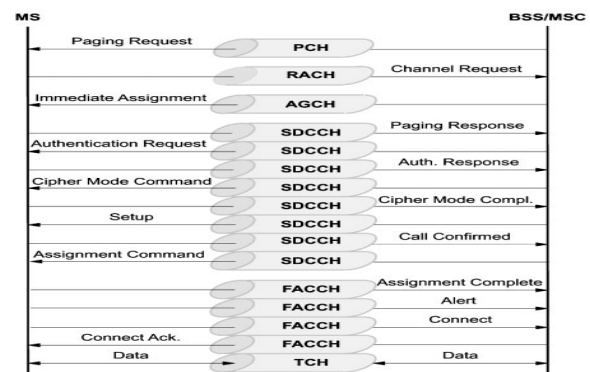 MS BSS/MSC
Paging Request PCH
RACH Channel Request
Immediate Assignment AGCH
SDCCH Paging Response
Authentication Request SDCCH
SDCCH Auth. Response
Cipher Mode Command SDCCH
SDCCH Cipher Mode Compl.
Setup SDCCH
SDCCH Call Confirmed
Assignment Command SDCCH
FACCH Assignment Complete
FACCH Alert
FACCH Connect
Connect Ack. FACCH
Data TCH Data